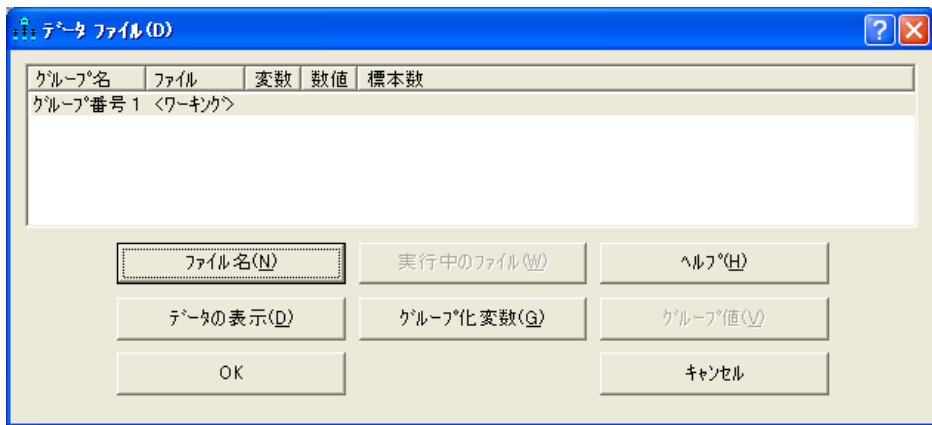 ﾃﾞｰﾀ ﾌｧｲﾙ(D)
ｸﾞﾙｰﾌﾟ名 ﾌｧｲﾙ 変数 数値 標本数
ｸﾞﾙｰﾌﾟ番号 1 <ﾜｰｷﾝｸﾞ>
ﾌｧｲﾙ名(N) 実行中のﾌｧｲﾙ(W) ﾍﾙﾌﾟ(H)
ﾃﾞｰﾀの表示(D) ｸﾞﾙｰﾌﾟ化変数(G) ｸﾞﾙｰﾌﾟ値(V)
OK ｷｬﾝｾﾙ